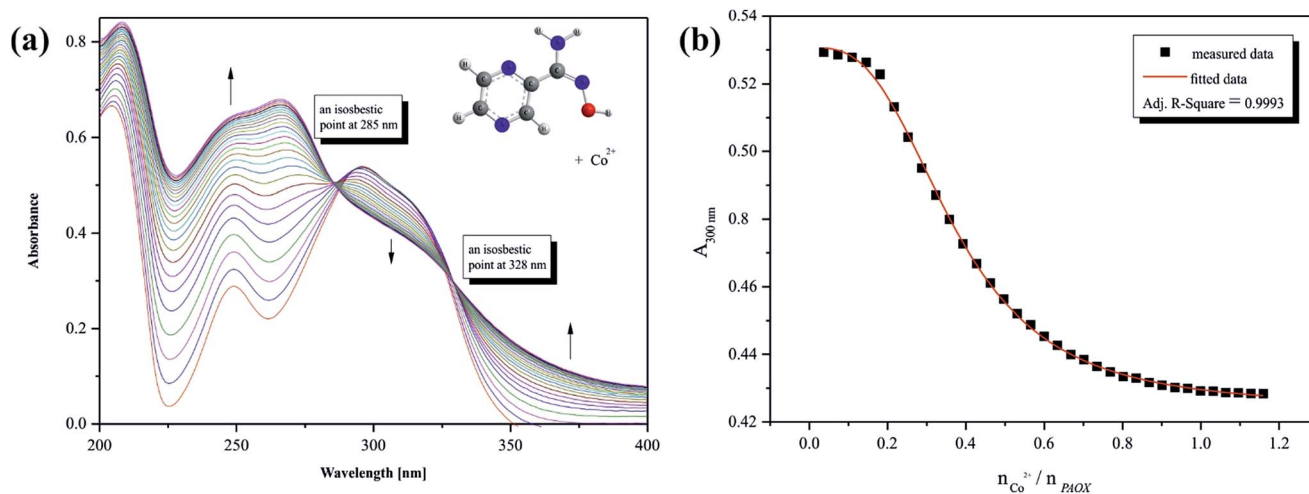 (a)
0.8
0.6
0.4
0.2
0.0
Absorbance
200
250
300
350
400
Wavelength [nm]
an isosbestic
point at 285 nm
an isosbestic
point at 328 nm
H
H
N
H
C
N
C
C
N
H
C
N
C
O
H
H
+ Co²⁺
(b)
0.54
0.52
0.50
0.8
0.46
0.44
0.42
A₃₀₀ ₙₘ
0.0
0.2
0.4
0.6
0.8
1.0
1.2
n Co²⁺ / n PAOX
measured data
fitted data
Adj. R-Square = 0.9993